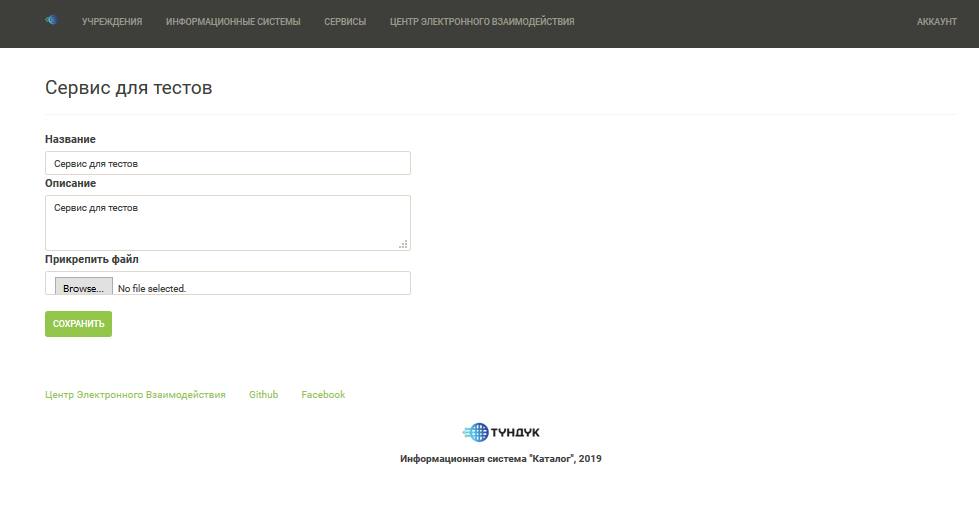 УЧРЕЖДЕНИЯ ИНФОРМАЦИОННЫЕ СИСТЕМЫ СЕРВИСЫ ЦЕНТР ЭЛЕКТРОННОГО ВЗАИМОДЕЙСТВИЯ АККАУНТ
Сервис для тестов
Название
Сервис для тестов
Описание
Сервис для тестов
Прикрепить файл
Browse... No file selected.
СОХРАНИТЬ
Центр Электронного Взаимодействия Github Facebook
ТУНДУК
Информационная система "Каталог", 2019